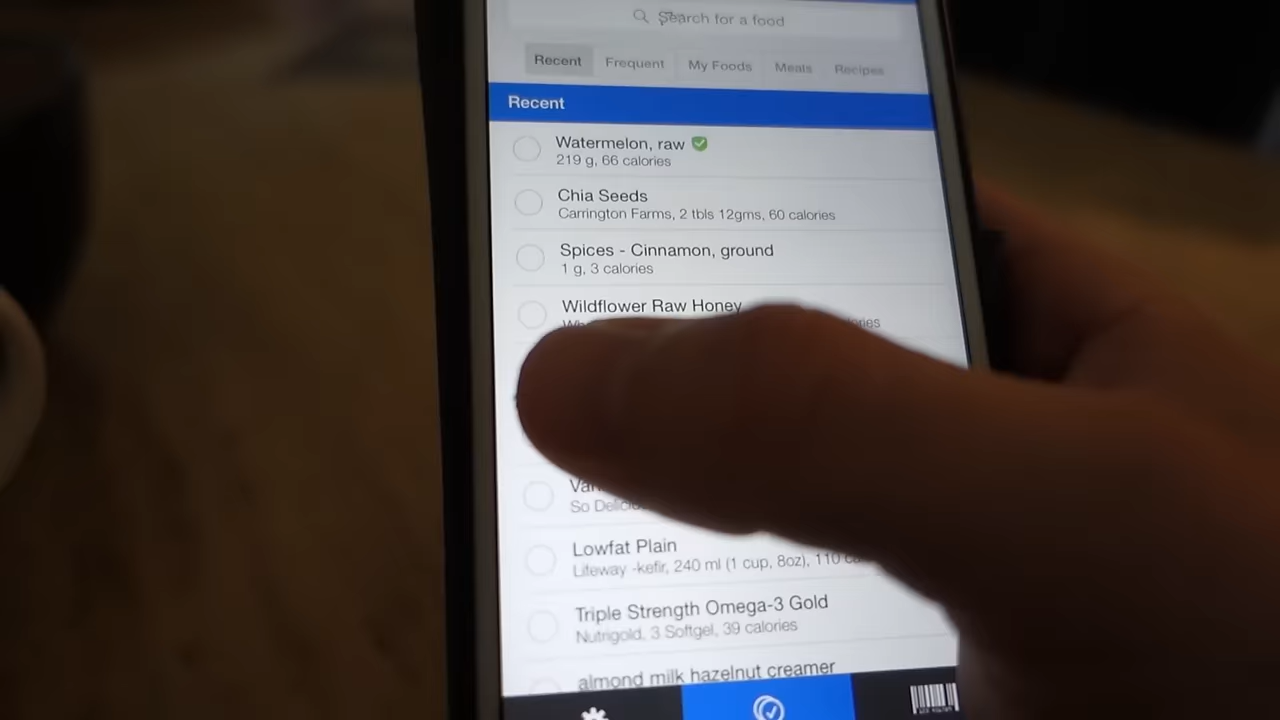 Search for a food
Recent Frequent My Foods Meals Recipes
Recent
Watermelon, raw
219 g, 66 calories
Chia Seeds
Carrington Farms, 2 tbls 12gms, 60 calories
Spices - Cinnamon, ground
1 g, 3 calories
Wildflower Raw Honey
So
Lowfat Plain
Lifeway -kefir, 240 ml (1 cup, 8oz), 110
Triple Strength Omega-3 Gold
Nutrigold, 3 Softgel, 39 calories
almond milk hazelnut creamer